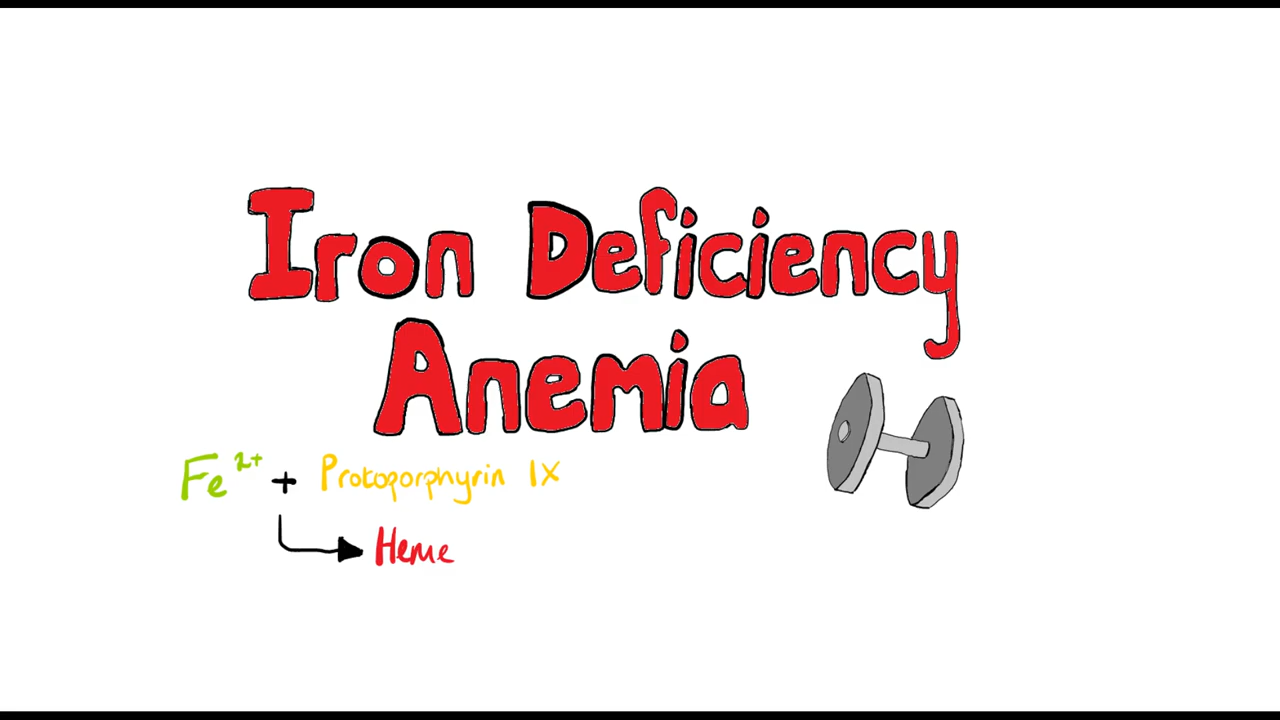 Iron Deficiency
Anemia
Fe²⁺ + Protoporphyrin IX
Heme